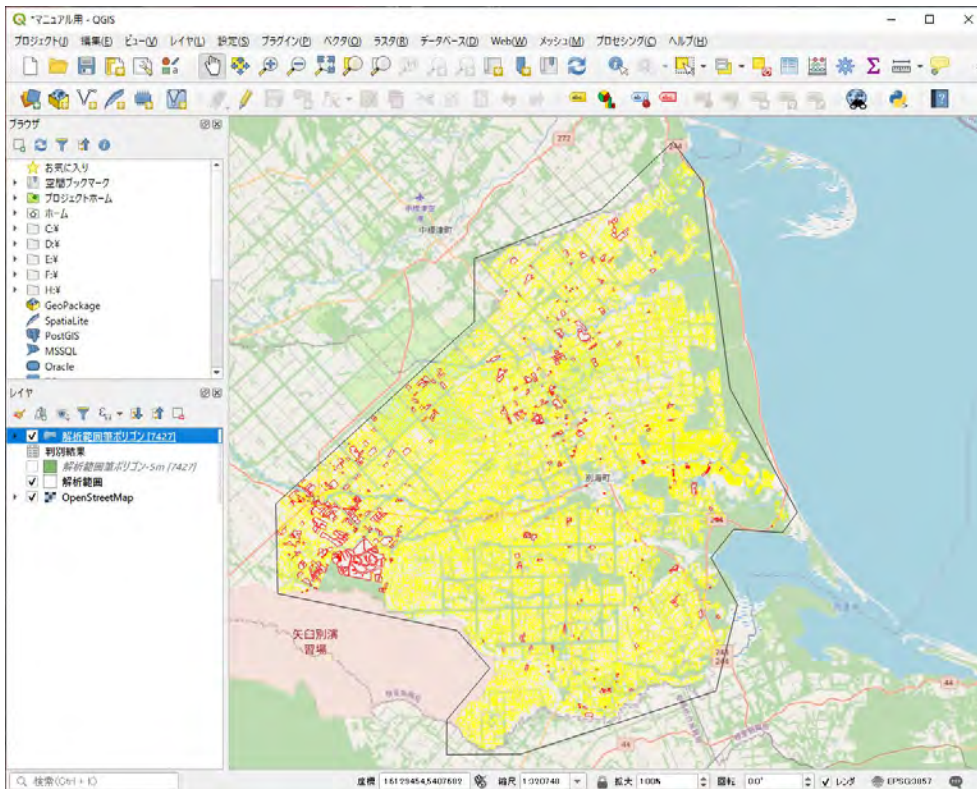 *マニュアル用 - QGIS
プロジェクト(J) 編集(E) ビュー(V) レイヤ(L) 設定(S) プラグイン(P) ベクタ(O) ラスタ(R) データベース(D) Web(W) メッシュ(M) プロセシング(C) ヘルプ(H)
ブラウザ
お気に入り
空間ブックマーク
プロジェクトホーム
ホーム
C:¥
D:¥
E:¥
F:¥
H:¥
GeoPackage
SpatiaLite
PostGIS
MSSQL
Oracle
レイヤ
解析範囲筆ポリゴン [7427]
判別結果
解析範囲筆ポリゴン-5m [7427]
解析範囲
OpenStreetMap
272
244
中標津町
別海町
244
矢臼別演
習場
243
244
44
44
検索(Ctrl + K)
座標 16129454,5407682 縮尺 1:320748 拡大 100% 回転 0.0° レンダ EPSG:3857